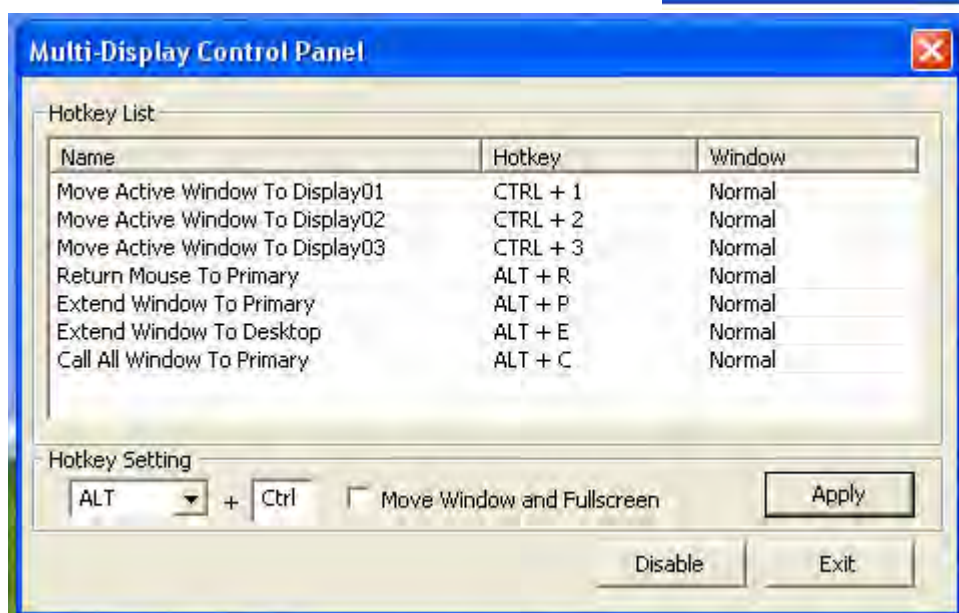 Multi-Display Control Panel
Hotkey List
Name Hotkey Window
Move Active Window To Display01 CTRL + 1 Normal
Move Active Window To Display02 CTRL + 2 Normal
Move Active Window To Display03 CTRL + 3 Normal
Return Mouse To Primary ALT + R Normal
Extend Window To Primary ALT + P Normal
Extend Window To Desktop ALT + E Normal
Call All Window To Primary ALT + C Normal
Hotkey Setting
ALT + Ctrl Move Window and Fullscreen Apply
Disable Exit